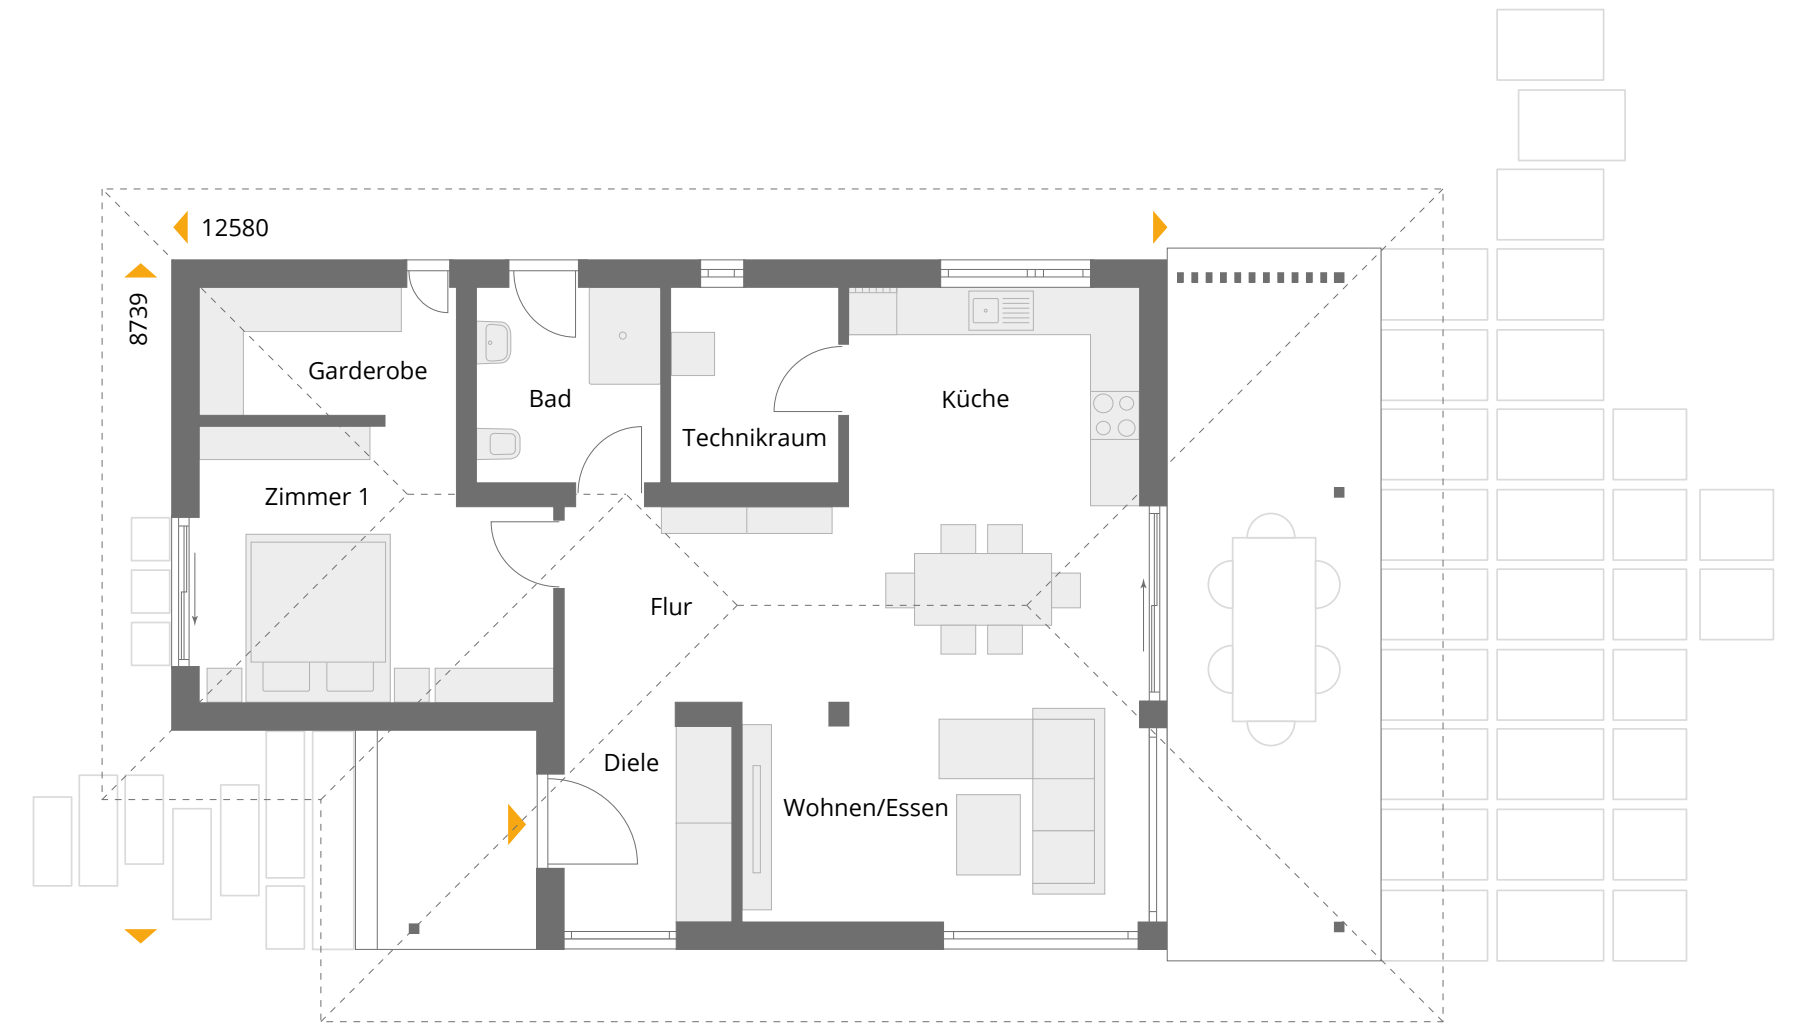 12580
8739
Garderobe
Bad
Küche
Technikraum
Zimmer 1
Flur
Diele
Wohnen/Essen